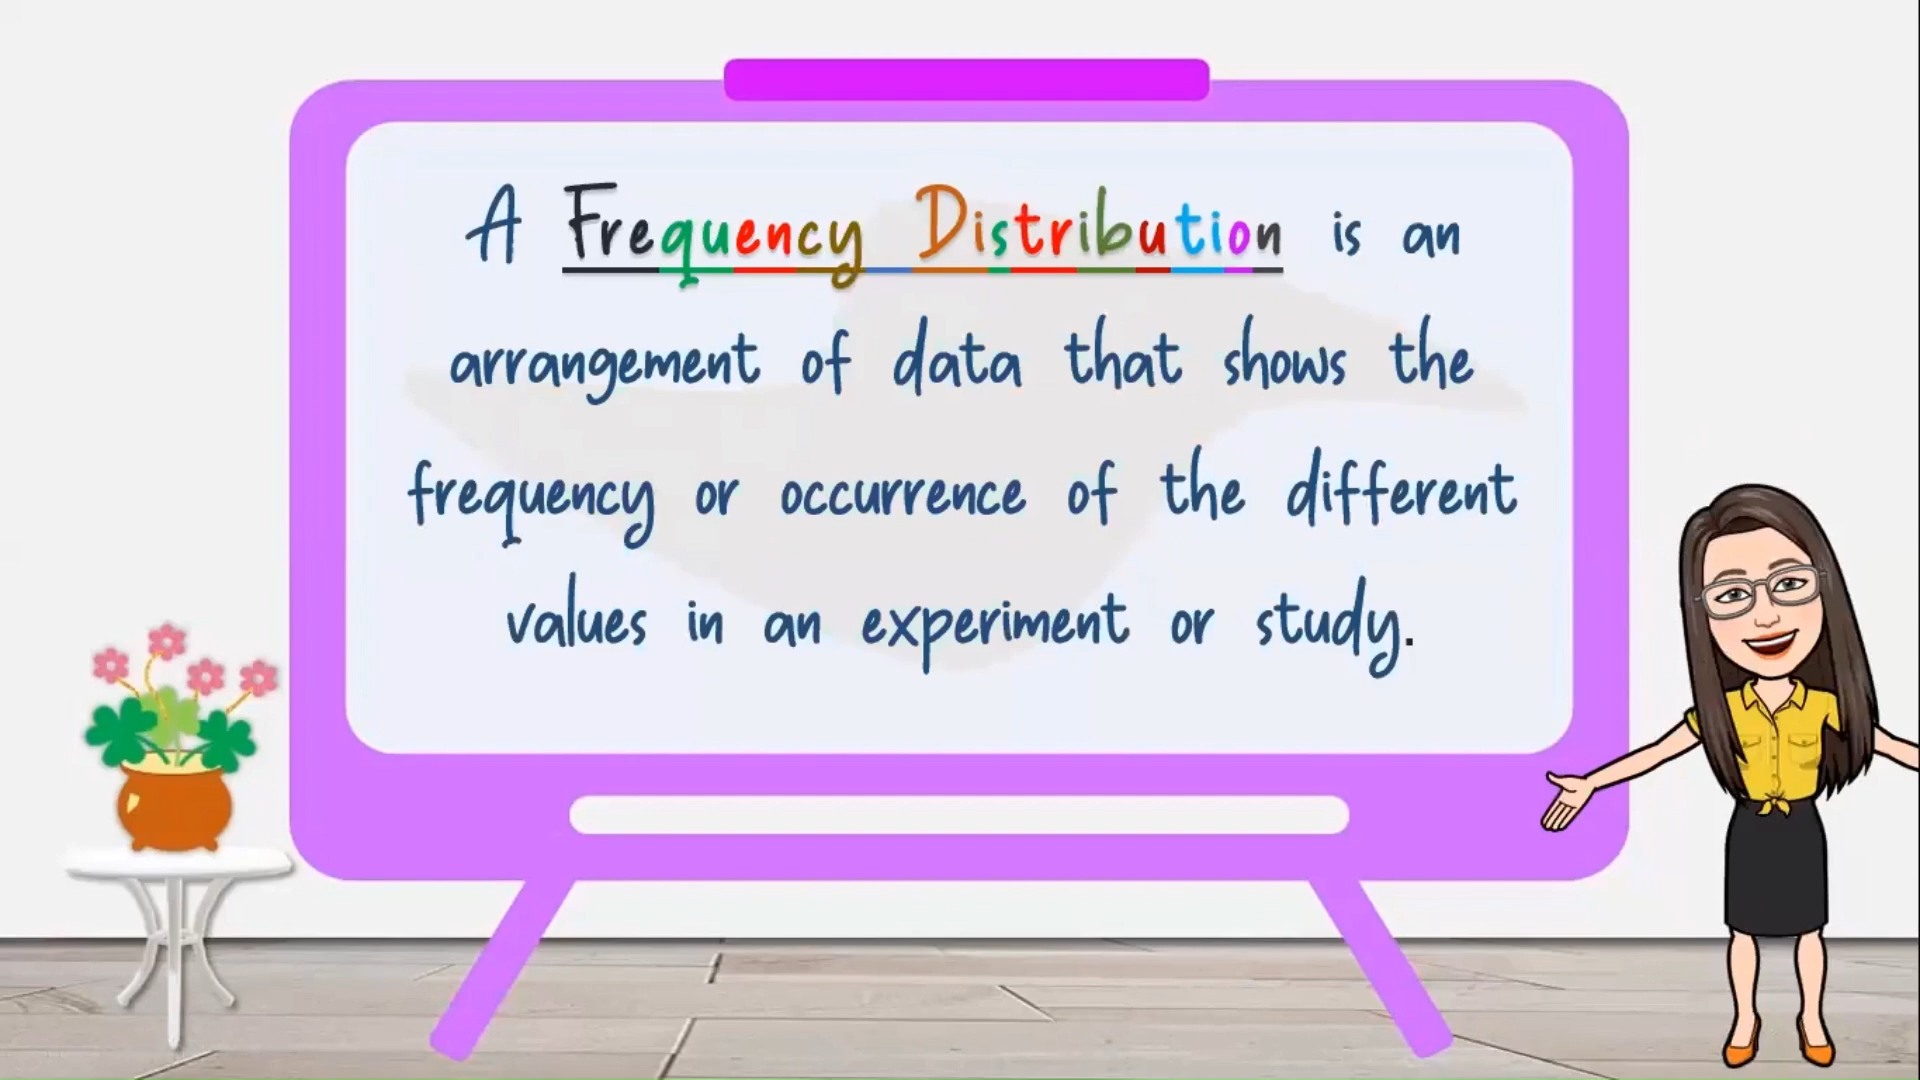 A Frequency Distribution is an
arrangement of data that shows the
frequency or occurrence of the different
values in an experiment or study.